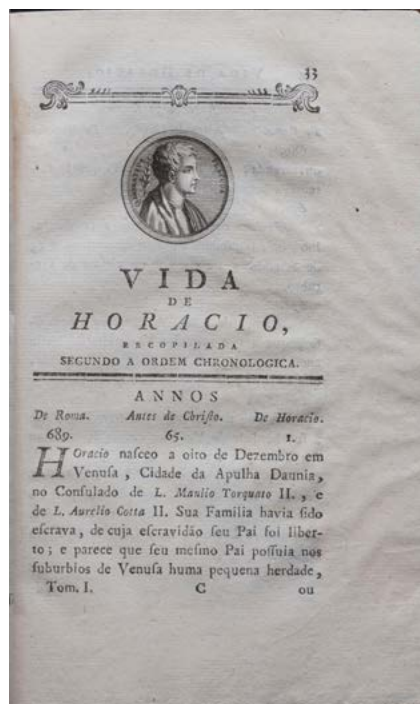 33
VIDA
DE
HORACIO,
RECOPILADA
SEGUNDO A ORDEM CHRONOLOGICA.
ANNOS
De Roma. Antes de Chriſto. De Horacio.
689. 65. 1.
HOracio naſceo a oito de Dezembro em
Venuſa, Cidade da Apulha Daunia,
no Conſulado de L. Manlio Torquato II., e
de L. Aurelio Cotta II. Sua Familia havia ſido
eſcrava, de cuja eſcravidão ſeu Pai foi liber-
to; e parece que ſeu meſmo Pai poſſuia nos
ſuburbios de Venuſa huma pequena herdade,
Tom. I. C ou